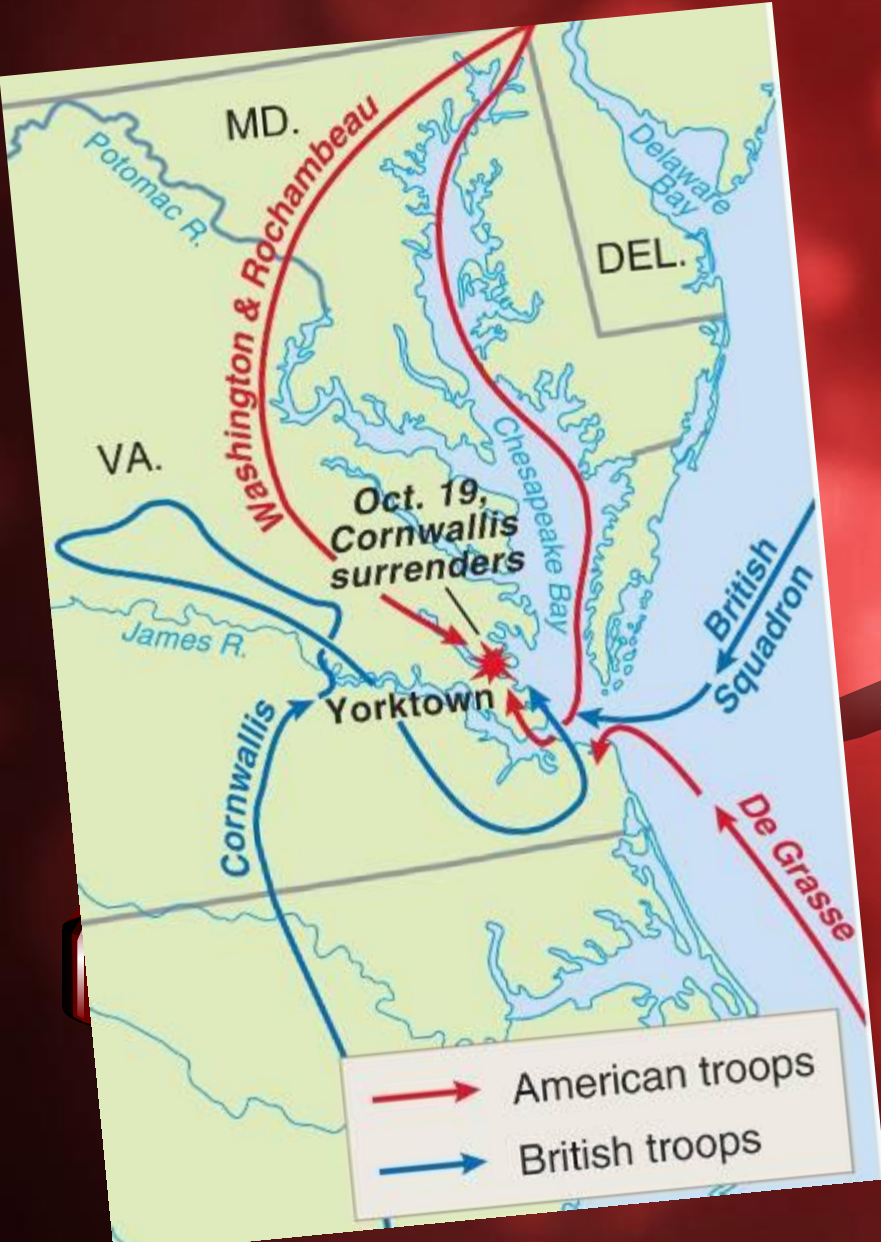 MD.
Potomac R.
Washington & Rochambeau
Delaware
Bay
DEL.
VA.
Chesapeake Bay
Oct. 19,
Cornwallis
surrenders
British
Squadron
James R.
Yorktown
Cornwallis
De Grasse
American troops
British troops